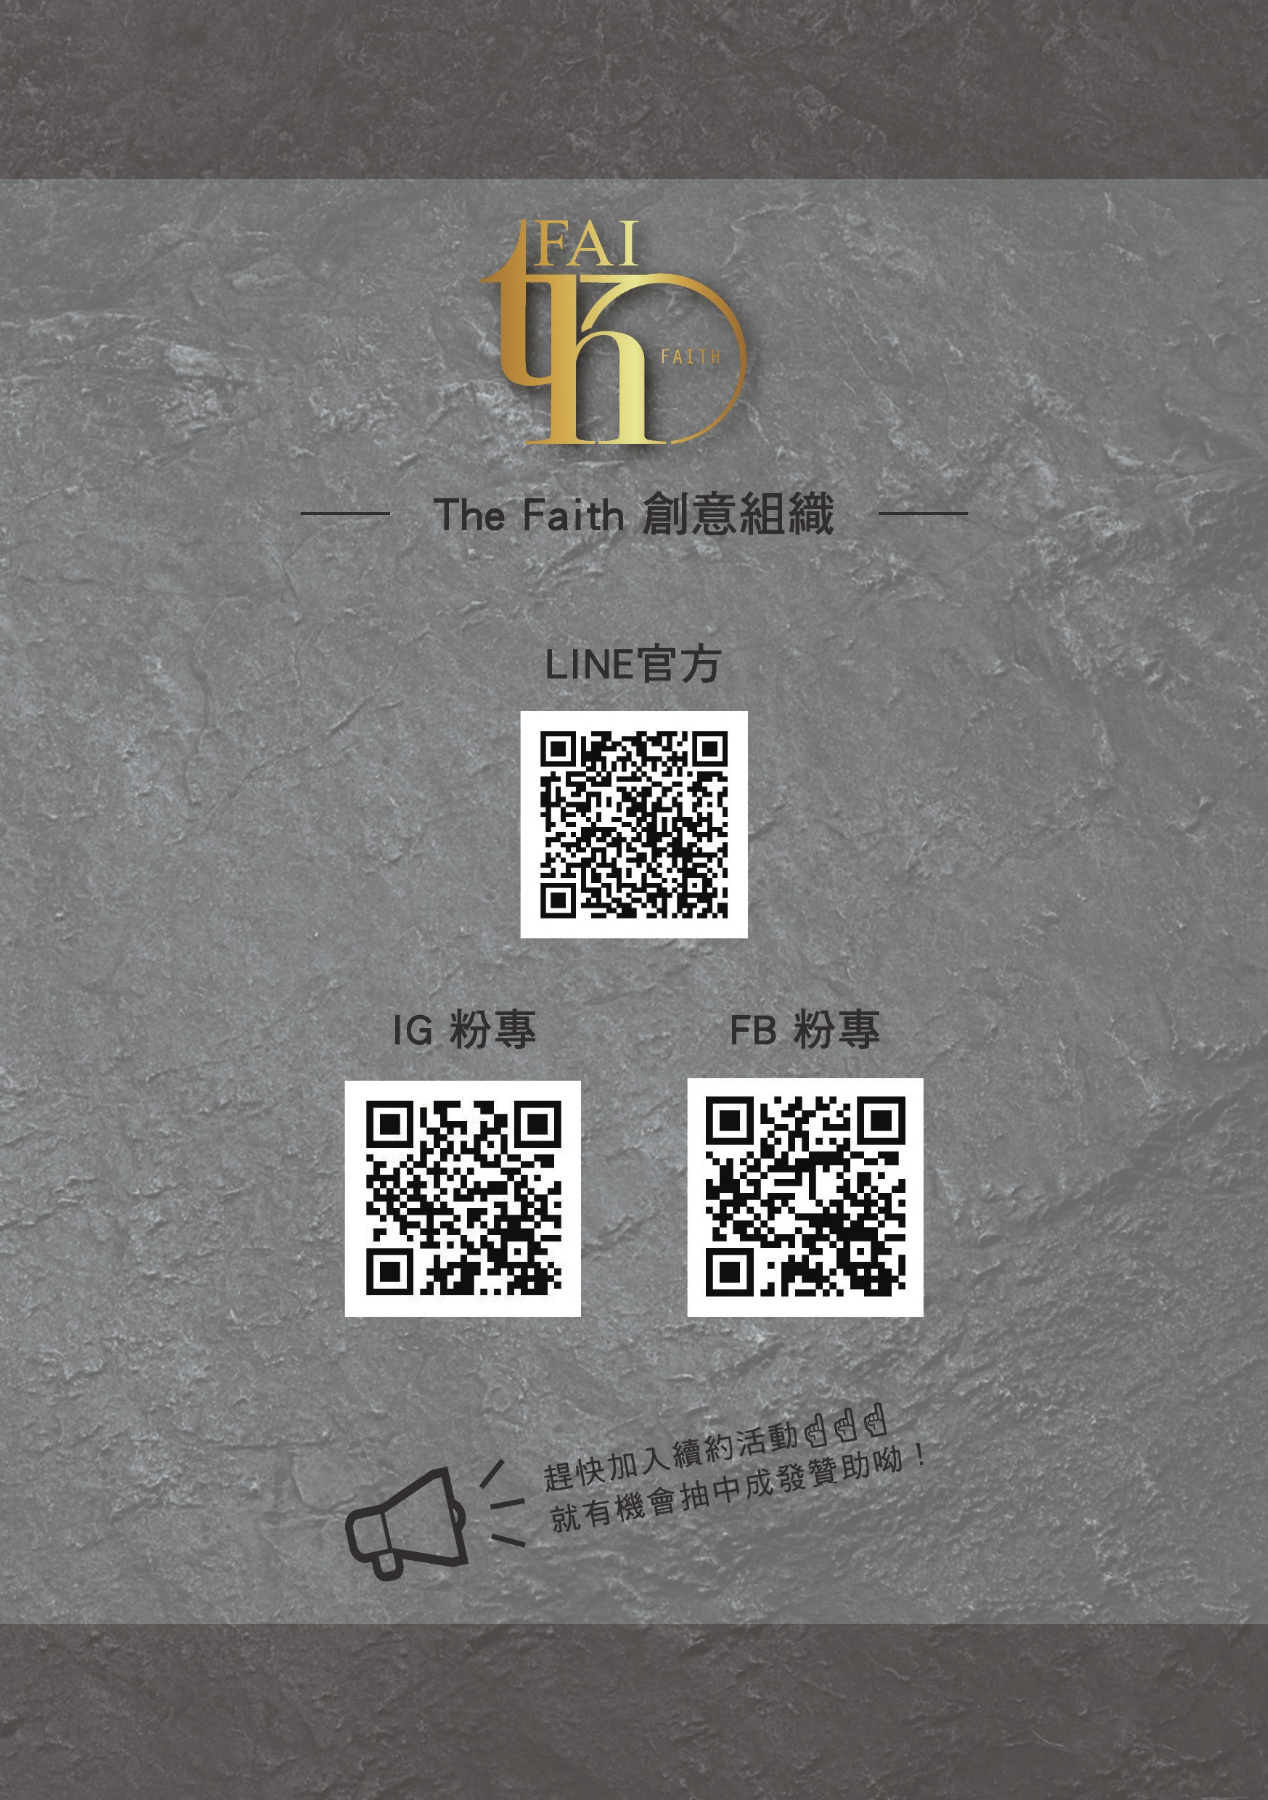 FAI
th
FAITH
The Faith 創意組織
LINE官方
IG 粉專
FB 粉專
趕快加入續約活動☝☝☝
就有機會抽中成發贊助呦！